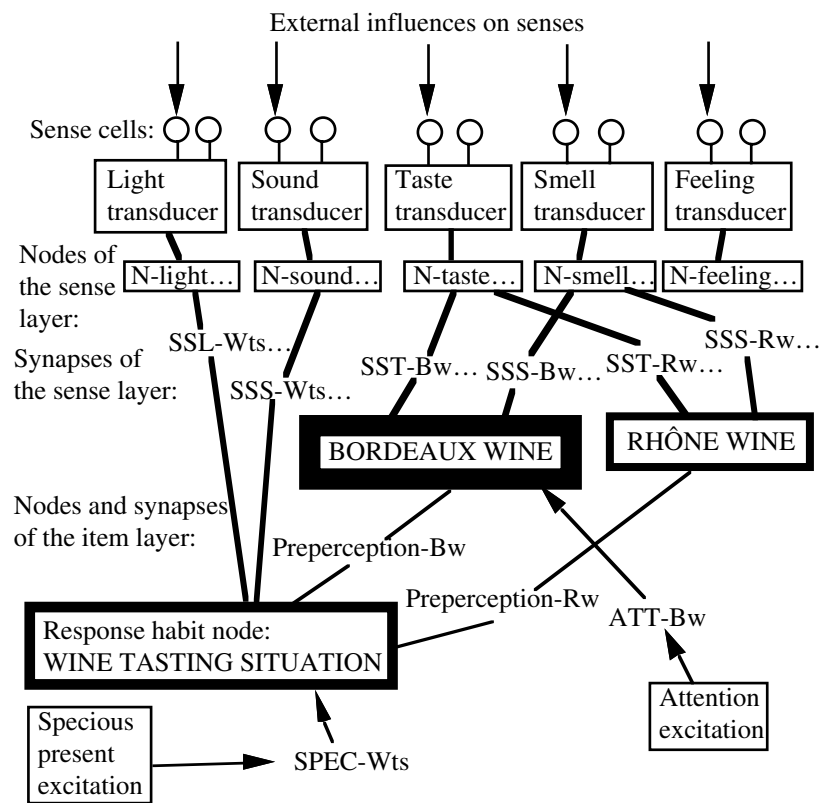 External influences on senses
Sense cells:
Light
transducer
Sound
transducer
Taste
transducer
Smell
transducer
Feeling
transducer
Nodes of
the sense
layer:
N-light…
N-sound…
N-taste…
N-smell…
N-feeling…
Synapses of
the sense layer:
SSL-Wts…
SSS-Wts…
SST-Bw…
SSS-Bw…
SST-Rw…
SSS-Rw…
BORDEAUX WINE
RHÔNE WINE
Nodes and synapses
of the item layer:
Preperception-Bw
Preperception-Rw
ATT-Bw
Response habit node:
WINE TASTING SITUATION
Attention
excitation
Specious
present
excitation
SPEC-Wts